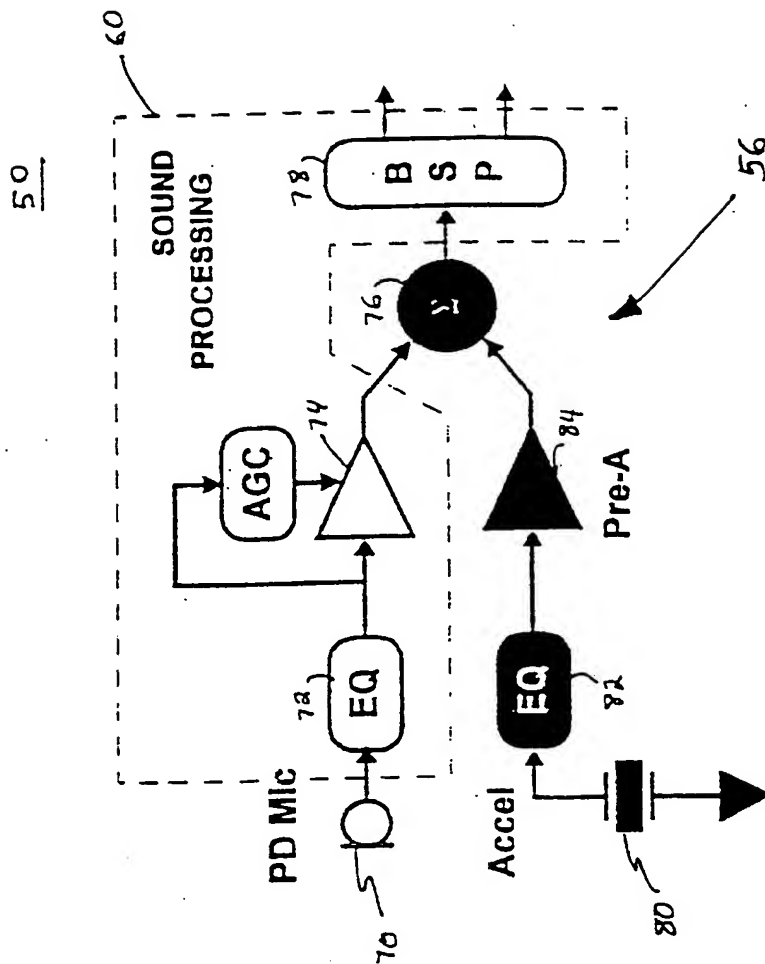 50
60
SOUND
PROCESSING
78
B
S
P
AGC
74
76
Σ
72
EQ
PD Mic
70
56
84
Pre-A
EQ
82
Accel
80